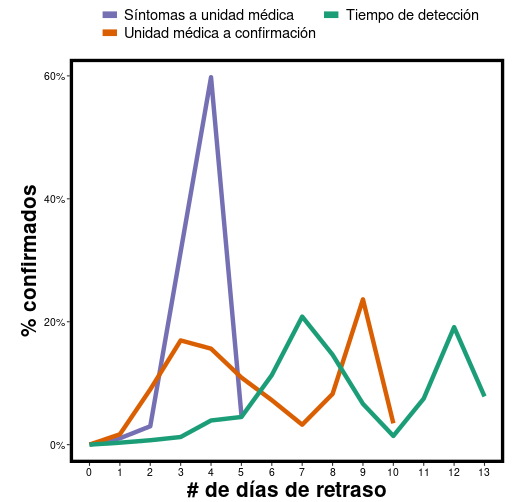 Síntomas a unidad médica
Tiempo de detección
Unidad médica a confirmación
60%
40%
20%
0%
% confirmados
0 1 2 3 4 5 6 7 8 9 10 11 12 13
# de días de retraso